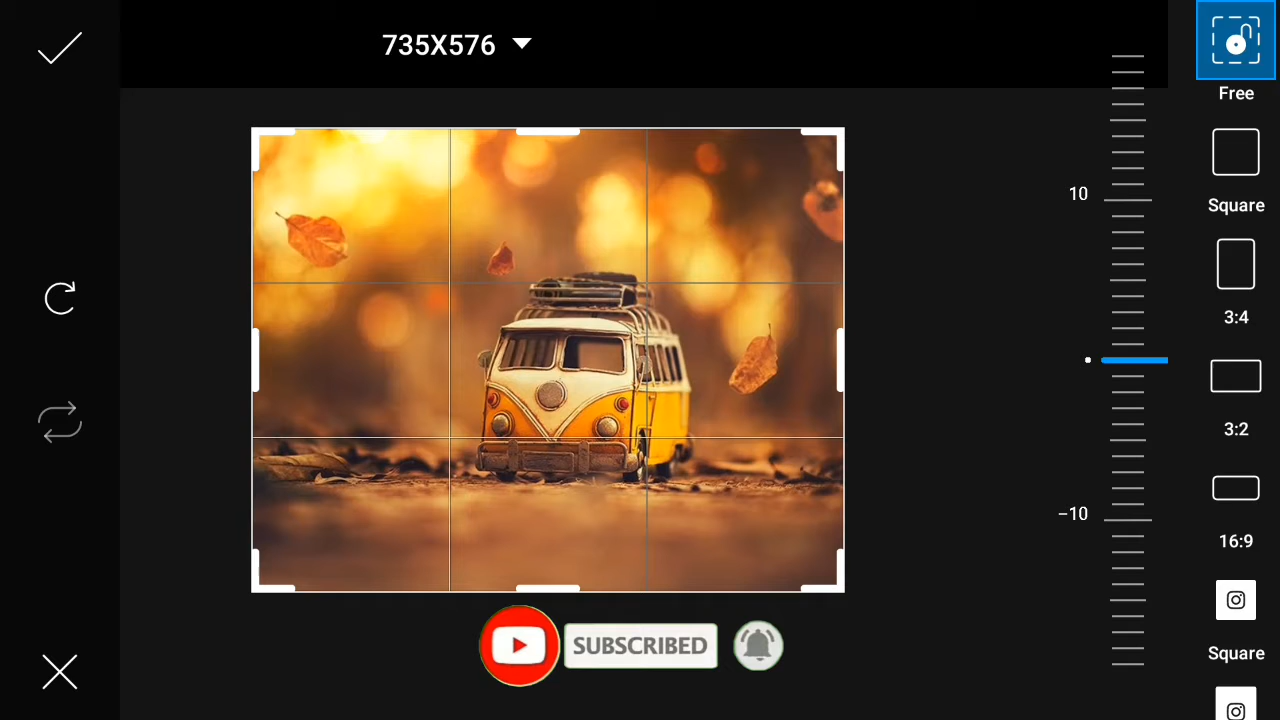 735X576
Free
Square
3:4
3:2
16:9
Square
10
–10
SUBSCRIBED